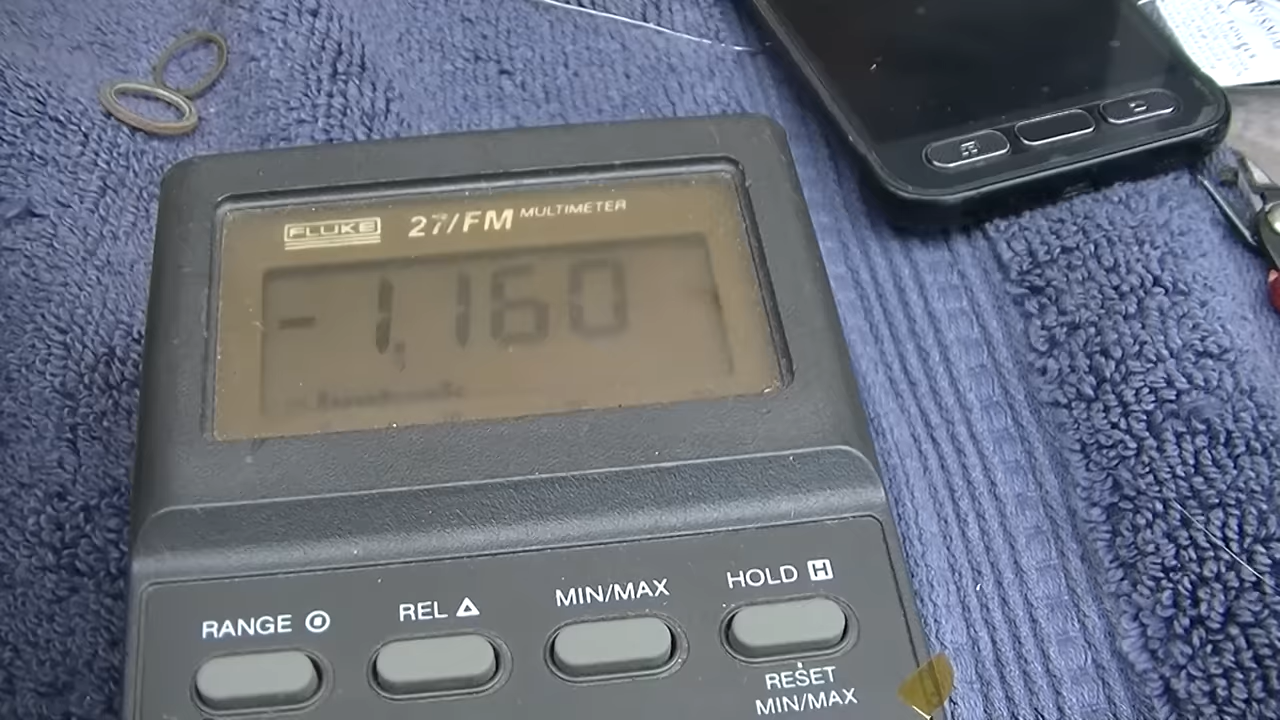 FLUKE 27/FM MULTIMETER
-1.160
RANGE
REL Δ
MIN/MAX
HOLD H
RESET
MIN/MAX